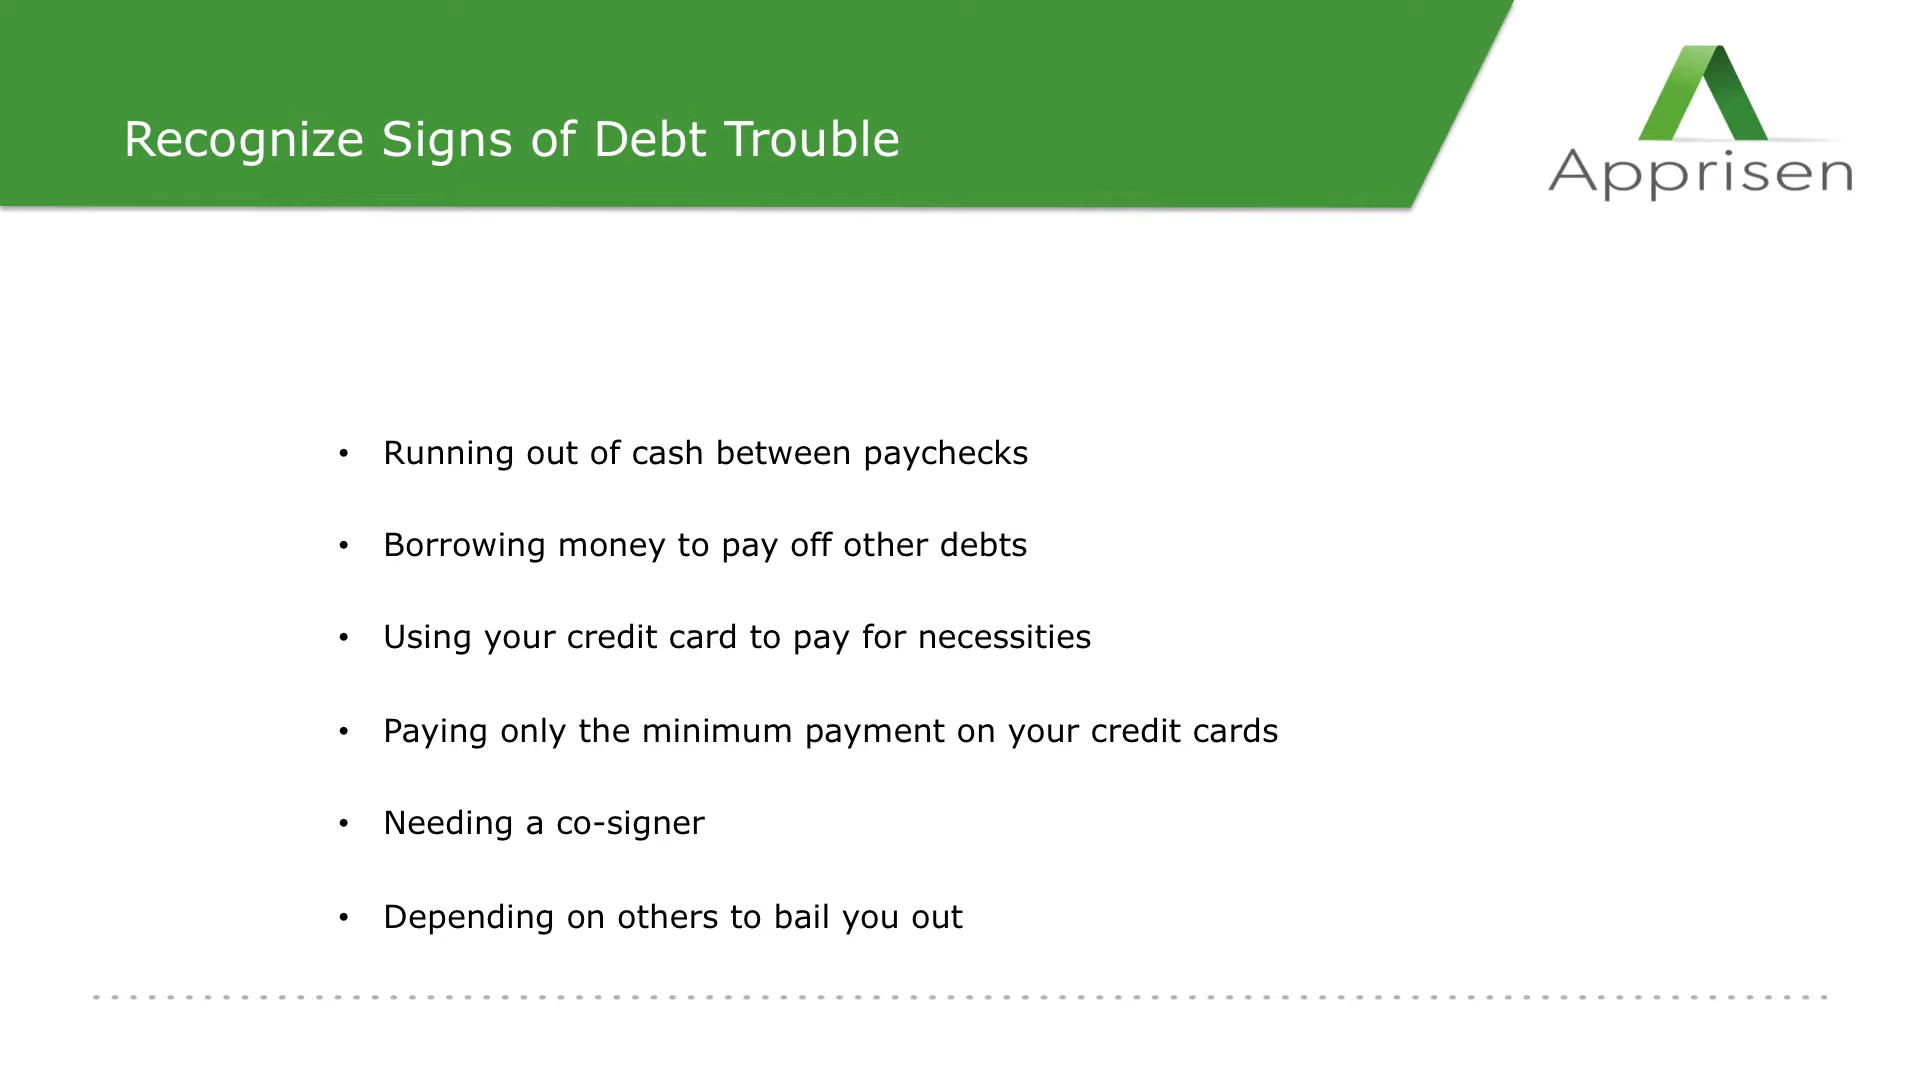 Recognize Signs of Debt Trouble
Apprisen
• Running out of cash between paychecks
• Borrowing money to pay off other debts
• Using your credit card to pay for necessities
• Paying only the minimum payment on your credit cards
• Needing a co-signer
• Depending on others to bail you out